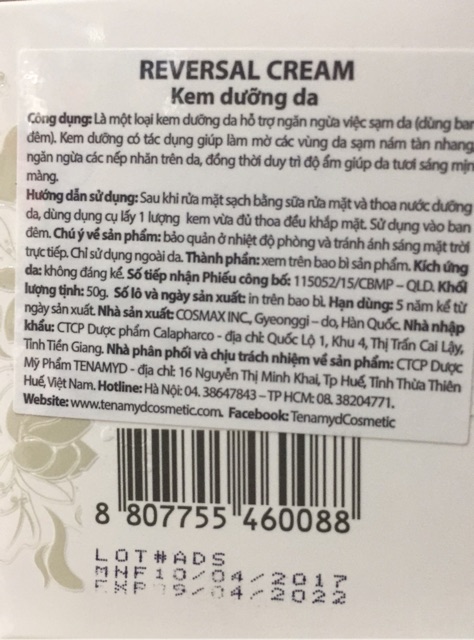 REVERSAL CREAM
Kem dưỡng da
Công dụng: Là một loại kem dưỡng da hỗ trợ ngăn ngừa việc sạm da (dùng ban
đêm). Kem dưỡng có tác dụng giúp làm mờ các vùng da sạm nám tàn nhang,
ngăn ngừa các nếp nhăn trên da, đồng thời duy trì độ ẩm giúp da tươi sáng mịn
màng.
Hướng dẫn sử dụng: Sau khi rửa mặt sạch bằng sữa rửa mặt và thoa nước dưỡng
da, dùng dụng cụ lấy 1 lượng kem vừa đủ thoa đều khắp mặt. Sử dụng vào ban
đêm. Chú ý về sản phẩm: bảo quản ở nhiệt độ phòng và tránh ánh sáng mặt trời
trực tiếp. Chỉ sử dụng ngoài da. Thành phần: xem trên bao bì sản phẩm. Kích ứng
da: không đáng kể. Số tiếp nhận Phiếu công bố: 115052/15/CBMP – QLD. Khối
lượng tịnh: 50g. Số lô và ngày sản xuất: in trên bao bì. Hạn dùng: 5 năm kể từ
ngày sản xuất. Nhà sản xuất: COSMAX INC., Gyeonggi – do, Hàn Quốc. Nhà nhập
khẩu: CTCP Dược phẩm Calapharco - địa chỉ: Quốc Lộ 1, Khu 4, Thị Trấn Cai Lậy,
Tỉnh Tiền Giang. Nhà phân phối và chịu trách nhiệm về sản phẩm: CTCP Dược
Mỹ Phẩm TENAMYD - địa chỉ: 16 Nguyễn Thị Minh Khai, Tp Huế, Tỉnh Thừa Thiên
Huế, Việt Nam. Hotline: Hà Nội: 04. 38647843 – TP HCM: 08. 38204771.
Website: www.tenamydcosmetic.com. Facebook: TenamydCosmetic
8 807755 460088
LOT#ADS
MNF10/04/2017
EXP 09/04/2022